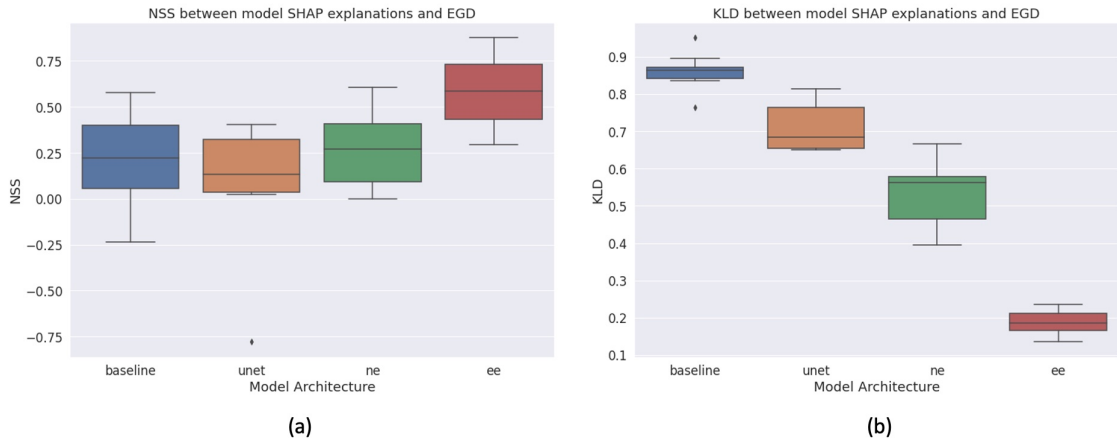 NSS between model SHAP explanations and EGD
0.75
0.50
0.25
0.00
−0.25
−0.50
−0.75
NSS
baseline
unet
ne
ee
Model Architecture
(a)
KLD between model SHAP explanations and EGD
0.9
0.8
0.7
0.6
0.5
0.4
0.3
0.2
0.1
KLD
baseline
unet
ne
ee
Model Architecture
(b)